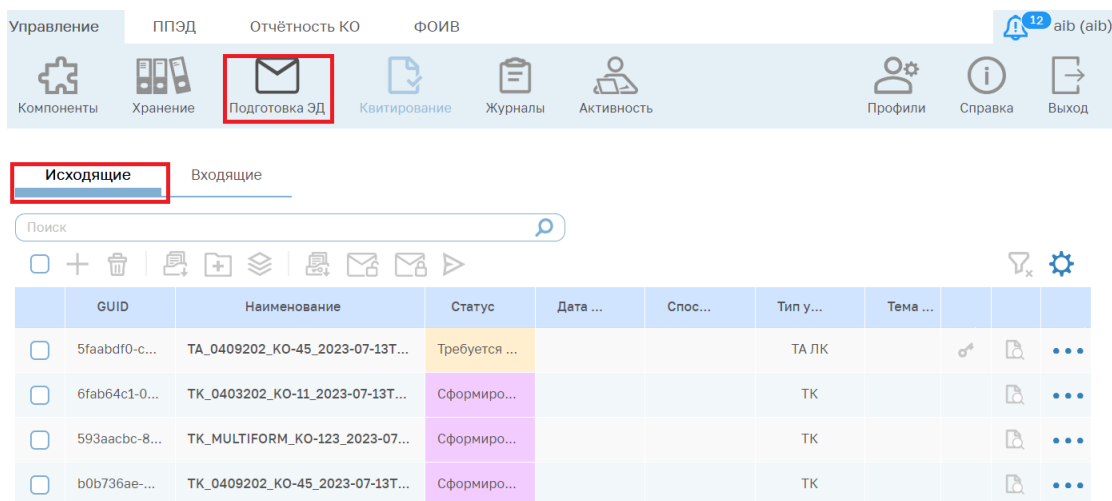 Управление ППЭД Отчётность КО ФОИВ 12 aib (aib)
Компоненты Хранение Подготовка ЭД Квитирование Журналы Активность Профили Справка Выход
Исходящие Входящие
Поиск
GUID Наименование Статус Дата ... Спос... Тип у... Тема ...
5faabdf0-c... TA_0409202_KO-45_2023-07-13T... Требуется ... ТА ЛК
6fab64c1-0... TK_0403202_KO-11_2023-07-13T... Сформиро... ТК
593aacbc-8... TK_MULTIFORM_KO-123_2023-07... Сформиро... ТК
b0b736ae-... TK_0409202_KO-45_2023-07-13T... Сформиро... ТК